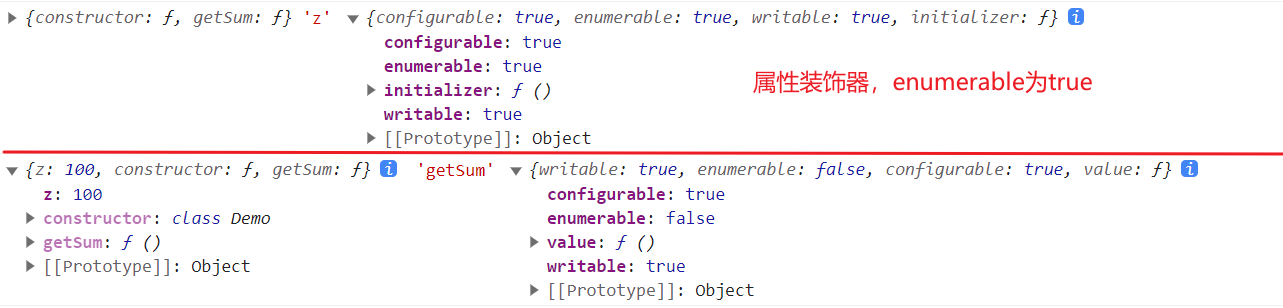 ▶ {constructor: ƒ, getSum: ƒ} 'z' ▼ {configurable: true, enumerable: true, writable: true, initializer: ƒ} i
configurable: true
enumerable: true
▶ initializer: ƒ ()
writable: true
▶ [[Prototype]]: Object
属性装饰器，enumerable为true
▼ {z: 100, constructor: ƒ, getSum: ƒ} i 'getSum' ▼ {writable: true, enumerable: false, configurable: true, value: ƒ} i
z: 100 configurable: true
▶ constructor: class Demo enumerable: false
▶ getSum: ƒ () ▶ value: ƒ ()
▶ [[Prototype]]: Object writable: true
▶ [[Prototype]]: Object